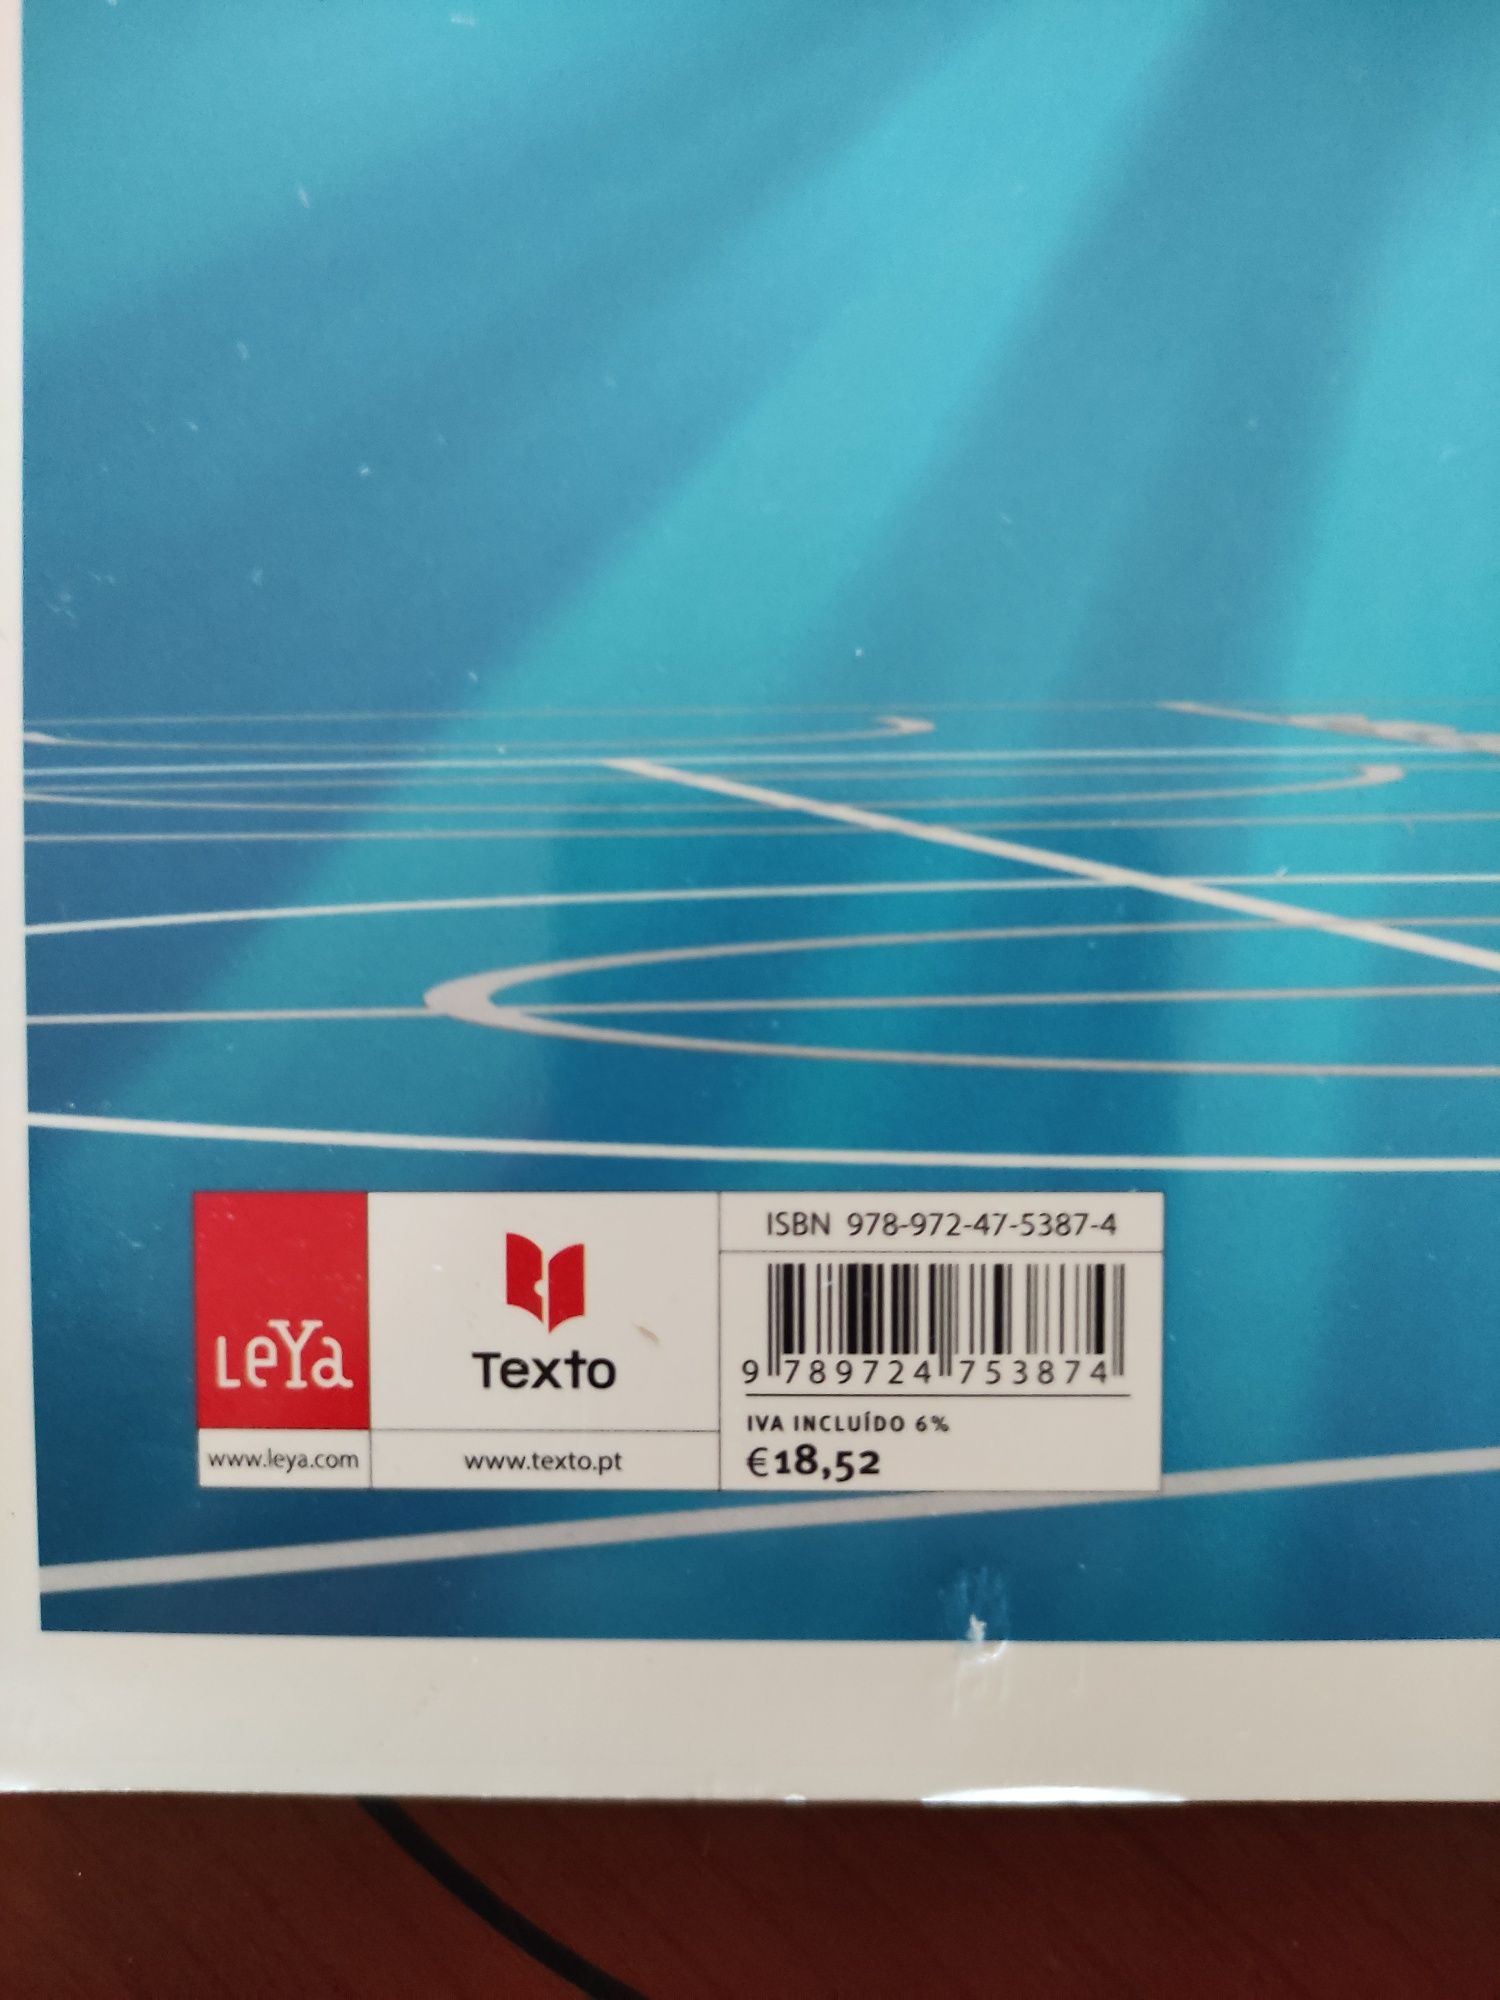 LeYa
www.leya.com
Texto
www.texto.pt
ISBN 978-972-47-5387-4
9 789724 753874
IVA INCLUÍDO 6%
€18,52